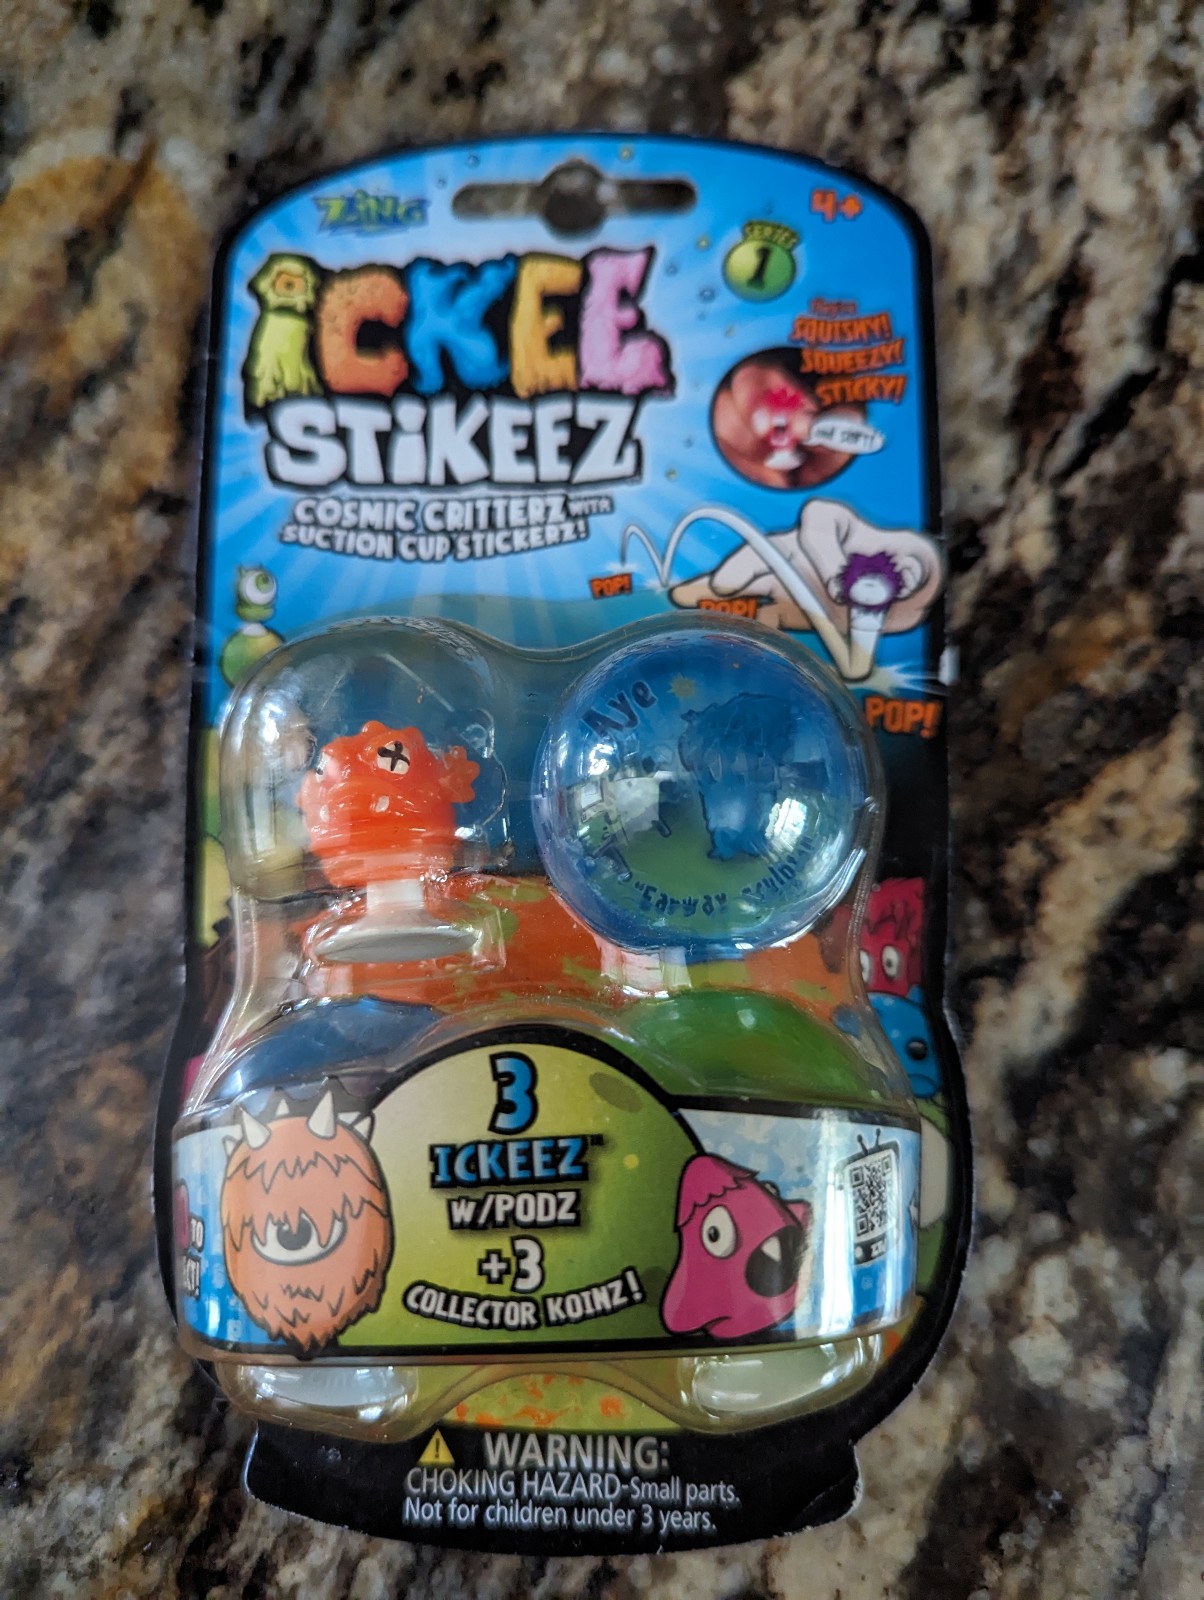 ZING
4+
SERIES
1
ICKEE
STiKEEZ
COSMIC CRITTERZ WITH
SUCTION CUP STICKERZ!
They're
SQUISHY!
SQUEEZY!
STICKY!
POP!
POP!
POP!
Aye
"Earwax
3
ICKEEZ™
W/PODZ
+3
COLLECTOR KOINZ!
TO
WARNING:
CHOKING HAZARD-Small parts.
Not for children under 3 years.